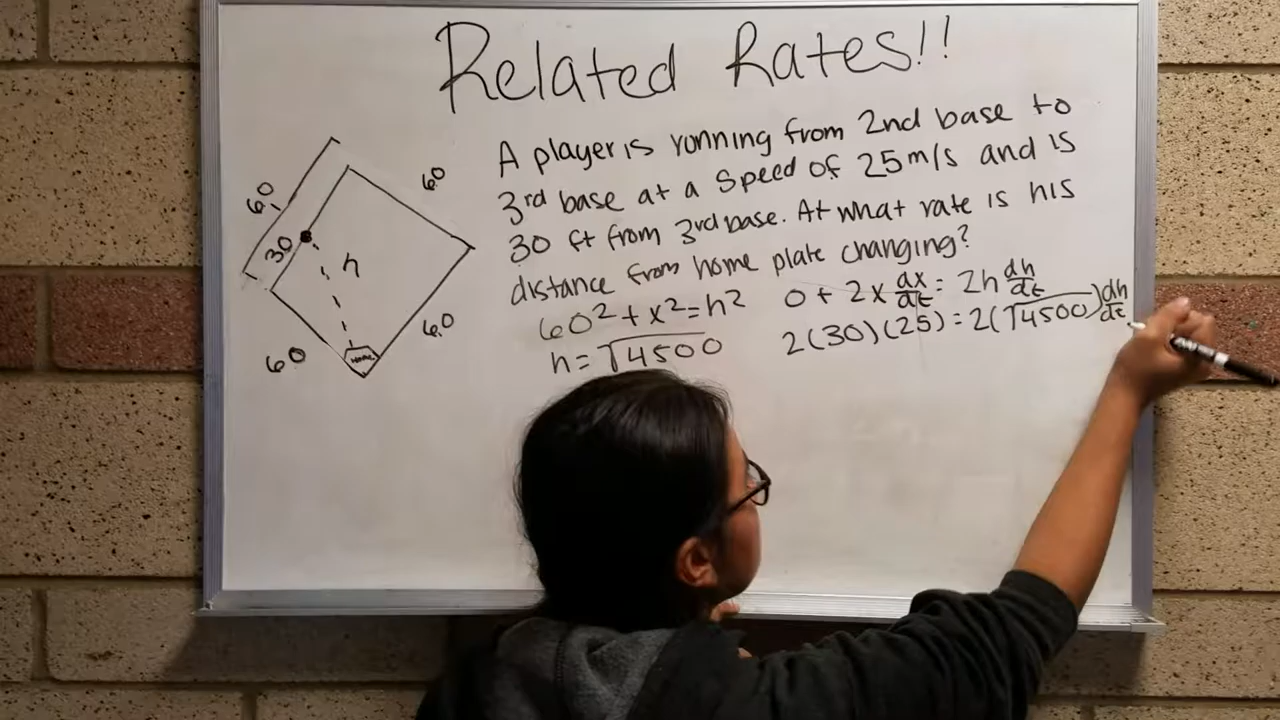 Related Rates!!
A player is running from 2nd base to
3rd base at a speed of 25 m/s and is
30 ft from 3rd base. At what rate is his
distance from home plate changing?
60² + x² = h²
h = √4500
0 + 2x dx/dt = 2h dh/dt
2(30)(25) = 2(√4500) dh/dt
60
60
30
h
60
60
HOME